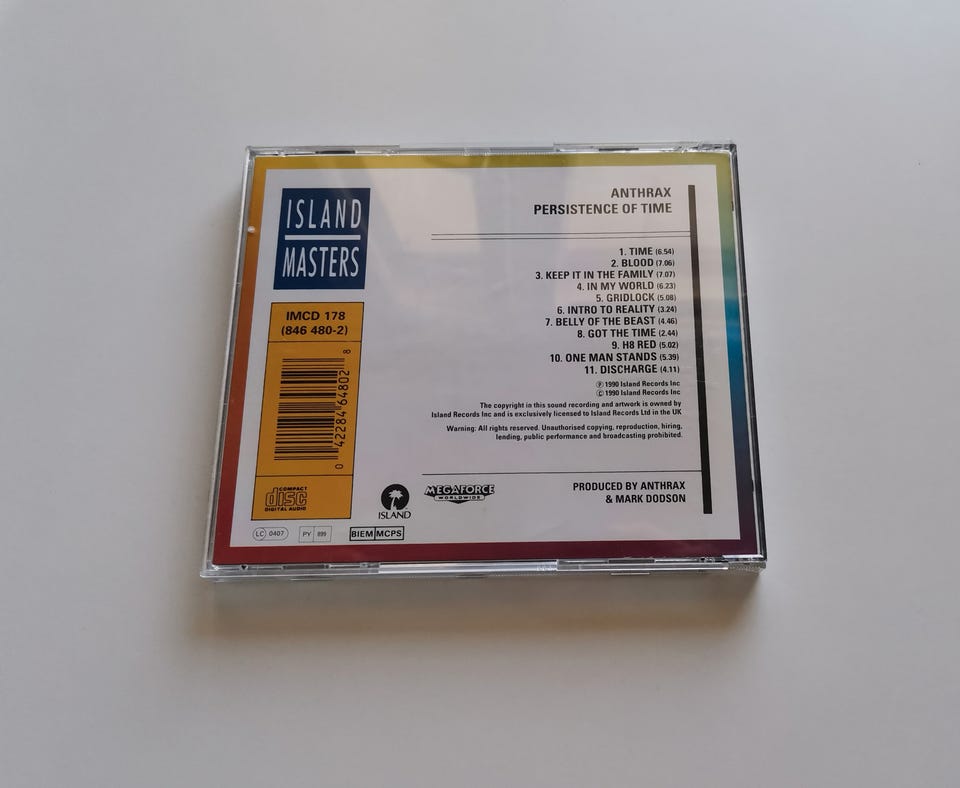 ISLAND
MASTERS
IMCD 178
(846 480-2)
0 42284 64802 8
COMPACT
disc
DIGITAL AUDIO
LC 0407
PY 899
BIEM MCPS
ISLAND
MEGAFORCE
WORLDWIDE
ANTHRAX
PERSISTENCE OF TIME
1. TIME (6.54)
2. BLOOD (7.06)
3. KEEP IT IN THE FAMILY (7.07)
4. IN MY WORLD (6.23)
5. GRIDLOCK (5.08)
6. INTRO TO REALITY (3.24)
7. BELLY OF THE BEAST (4.46)
8. GOT THE TIME (2.44)
9. H8 RED (5.02)
10. ONE MAN STANDS (5.39)
11. DISCHARGE (4.11)
℗ 1990 Island Records Inc
© 1990 Island Records Inc
The copyright in this sound recording and artwork is owned by
Island Records Inc and is exclusively licensed to Island Records Ltd in the UK
Warning: All rights reserved. Unauthorised copying, reproduction, hiring,
lending, public performance and broadcasting prohibited.
PRODUCED BY ANTHRAX
& MARK DODSON